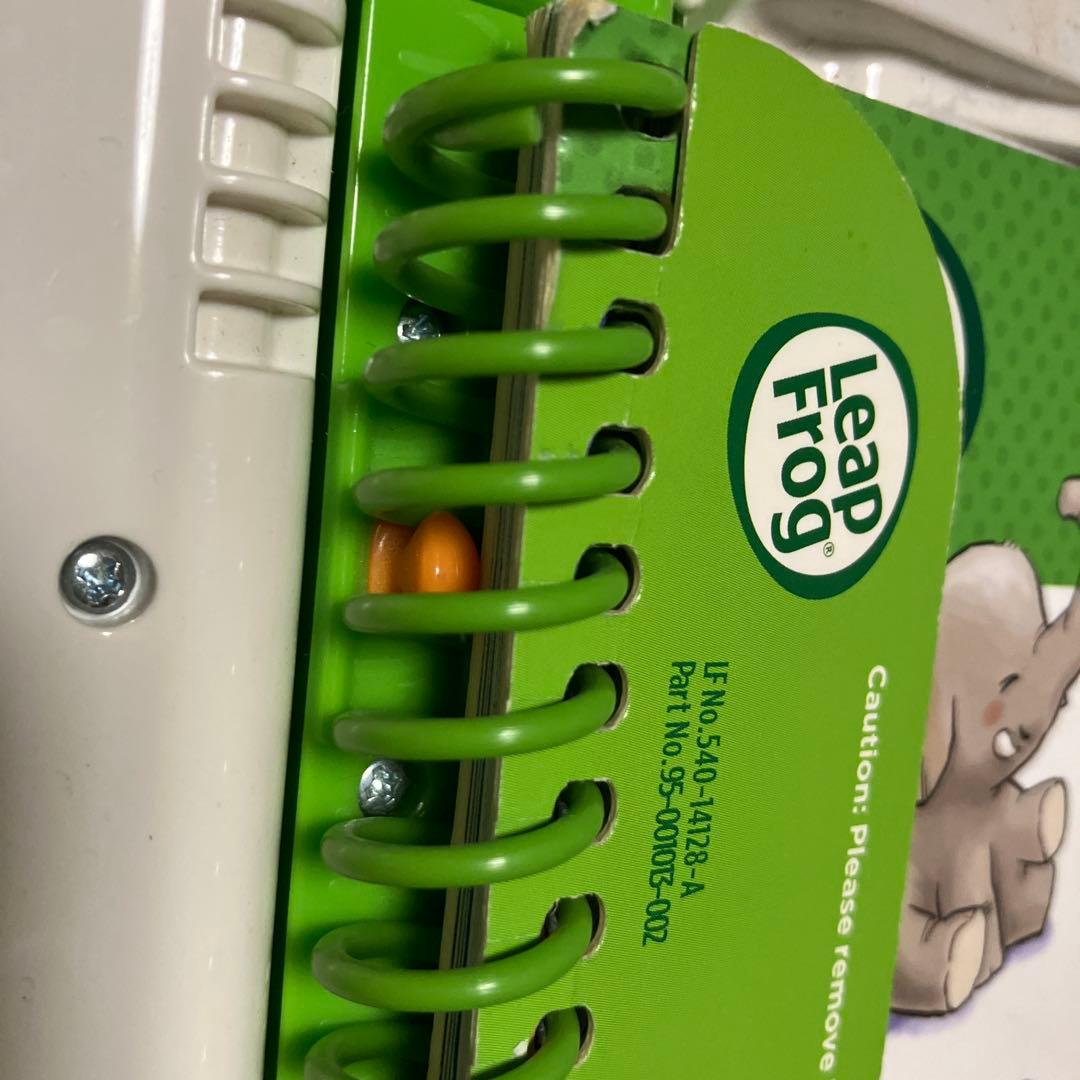 Leap
Frog®
LF No.540-14128-A
Part No.95-001013-002
Caution: Please remove